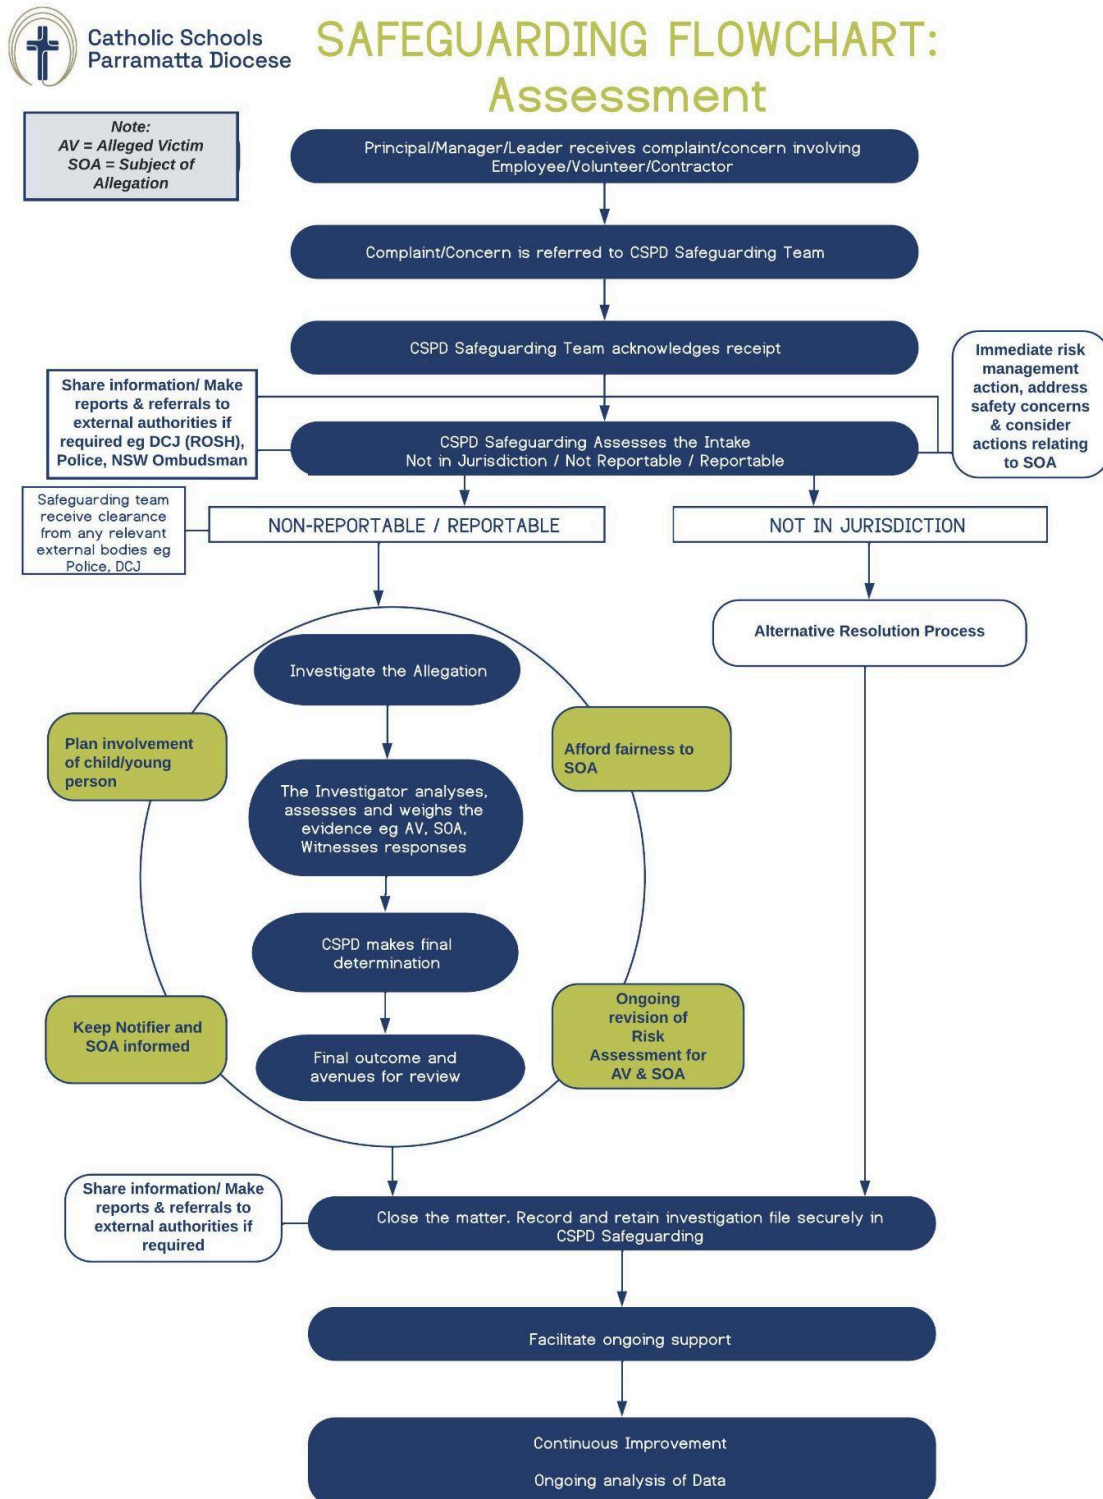 Catholic Schools
Parramatta Diocese
SAFEGUARDING FLOWCHART:
Assessment
Note:
AV = Alleged Victim
SOA = Subject of
Allegation
Principal/Manager/Leader receives complaint/concern involving
Employee/Volunteer/Contractor
Complaint/Concern is referred to CSPD Safeguarding Team
CSPD Safeguarding Team acknowledges receipt
Immediate risk
management
action, address
safety concerns
& consider
actions relating
to SOA
Share information/ Make
reports & referrals to
external authorities if
required eg DCJ (ROSH),
Police, NSW Ombudsman
CSPD Safeguarding Assesses the Intake
Not in Jurisdiction / Not Reportable / Reportable
Safeguarding team
receive clearance
from any relevant
external bodies eg
Police, DCJ
NON-REPORTABLE / REPORTABLE
NOT IN JURISDICTION
Alternative Resolution Process
Investigate the Allegation
Plan involvement
of child/young
person
Afford fairness to
SOA
The Investigator analyses,
assesses and weighs the
evidence eg AV, SOA,
Witnesses responses
CSPD makes final
determination
Keep Notifier and
SOA informed
Ongoing
revision of
Risk
Assessment for
AV & SOA
Final outcome and
avenues for review
Share information/ Make
reports & referrals to
external authorities if
required
Close the matter. Record and retain investigation file securely in
CSPD Safeguarding
Facilitate ongoing support
Continuous Improvement
Ongoing analysis of Data